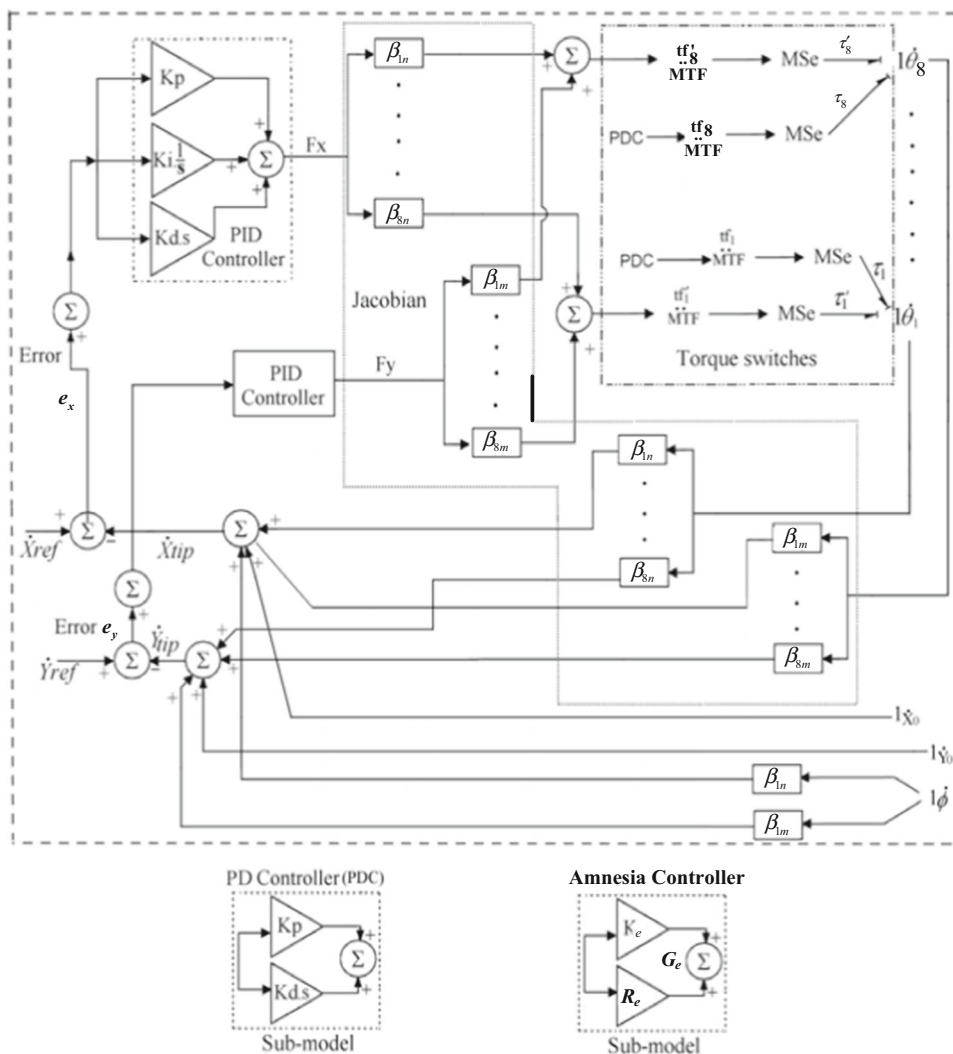 Kp
Ki 1/s
Kd.s
Σ
PID
Controller
Fx
β1n
β8n
Jacobian
β1m
β8m
Σ
Σ
tf'8
MTF
MSe
τ'8
1θ̇8
PDC
tf8
MTF
MSe
τ8
PDC
tf1
MTF
MSe
τ1
tf'1
MTF
MSe
τ'1
1θ̇1
Torque switches
Σ
Error
ex
PID
Controller
Fy
Ẋref
Σ
Ẋtip
Σ
β1n
β8n
β1m
β8m
Σ
Error ey
Ẏref
Σ
Ẏtip
Σ
1Ẋ0
1Ẏ0
β1n
1ϕ̇
β1m
PD Controller (PDC)
Kp
Kd.s
Σ
Sub-model
Amnesia Controller
Ke
Re
Ge
Σ
Sub-model